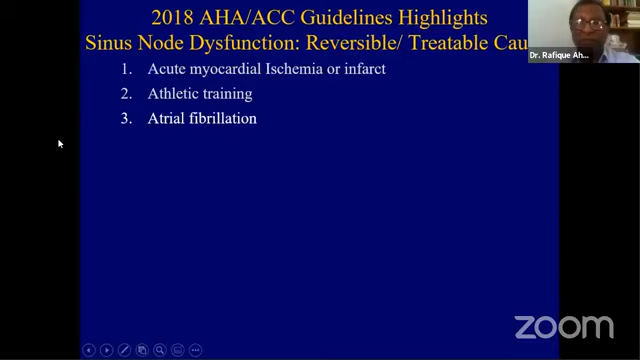 2018 AHA/ACC Guidelines Highlights
Sinus Node Dysfunction: Reversible/ Treatable Cau
1. Acute myocardial Ischemia or infarct
2. Athletic training
3. Atrial fibrillation
Dr. Rafique Ah...
zoom